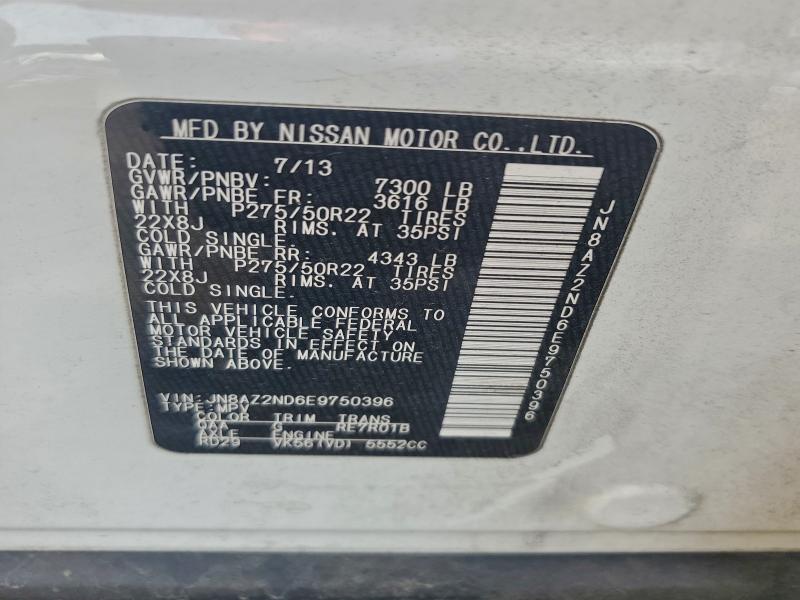 MFD BY NISSAN MOTOR CO.,LTD.
DATE: 7/13
GVWR/PNBV: 7300 LB
GAWR/PNBE FR: 3616 LB
WITH P275/50R22 TIRES
22X8J RIMS. AT 35PSI
COLD SINGLE.
GAWR/PNBE RR: 4343 LB
WITH P275/50R22 TIRES
22X8J RIMS. AT 35PSI
COLD SINGLE.
THIS VEHICLE CONFORMS TO
ALL APPLICABLE FEDERAL
MOTOR VEHICLE SAFETY
STANDARDS IN EFFECT ON
THE DATE OF MANUFACTURE
SHOWN ABOVE.
VIN: JN8AZ2ND6E9750396
TYPE: MPV
COLOR TRIM TRANS
QAA G RE7R01B
AXLE ENGINE
RD29 VK56(VD) 5552CC
JN8AZ2ND6E9750396